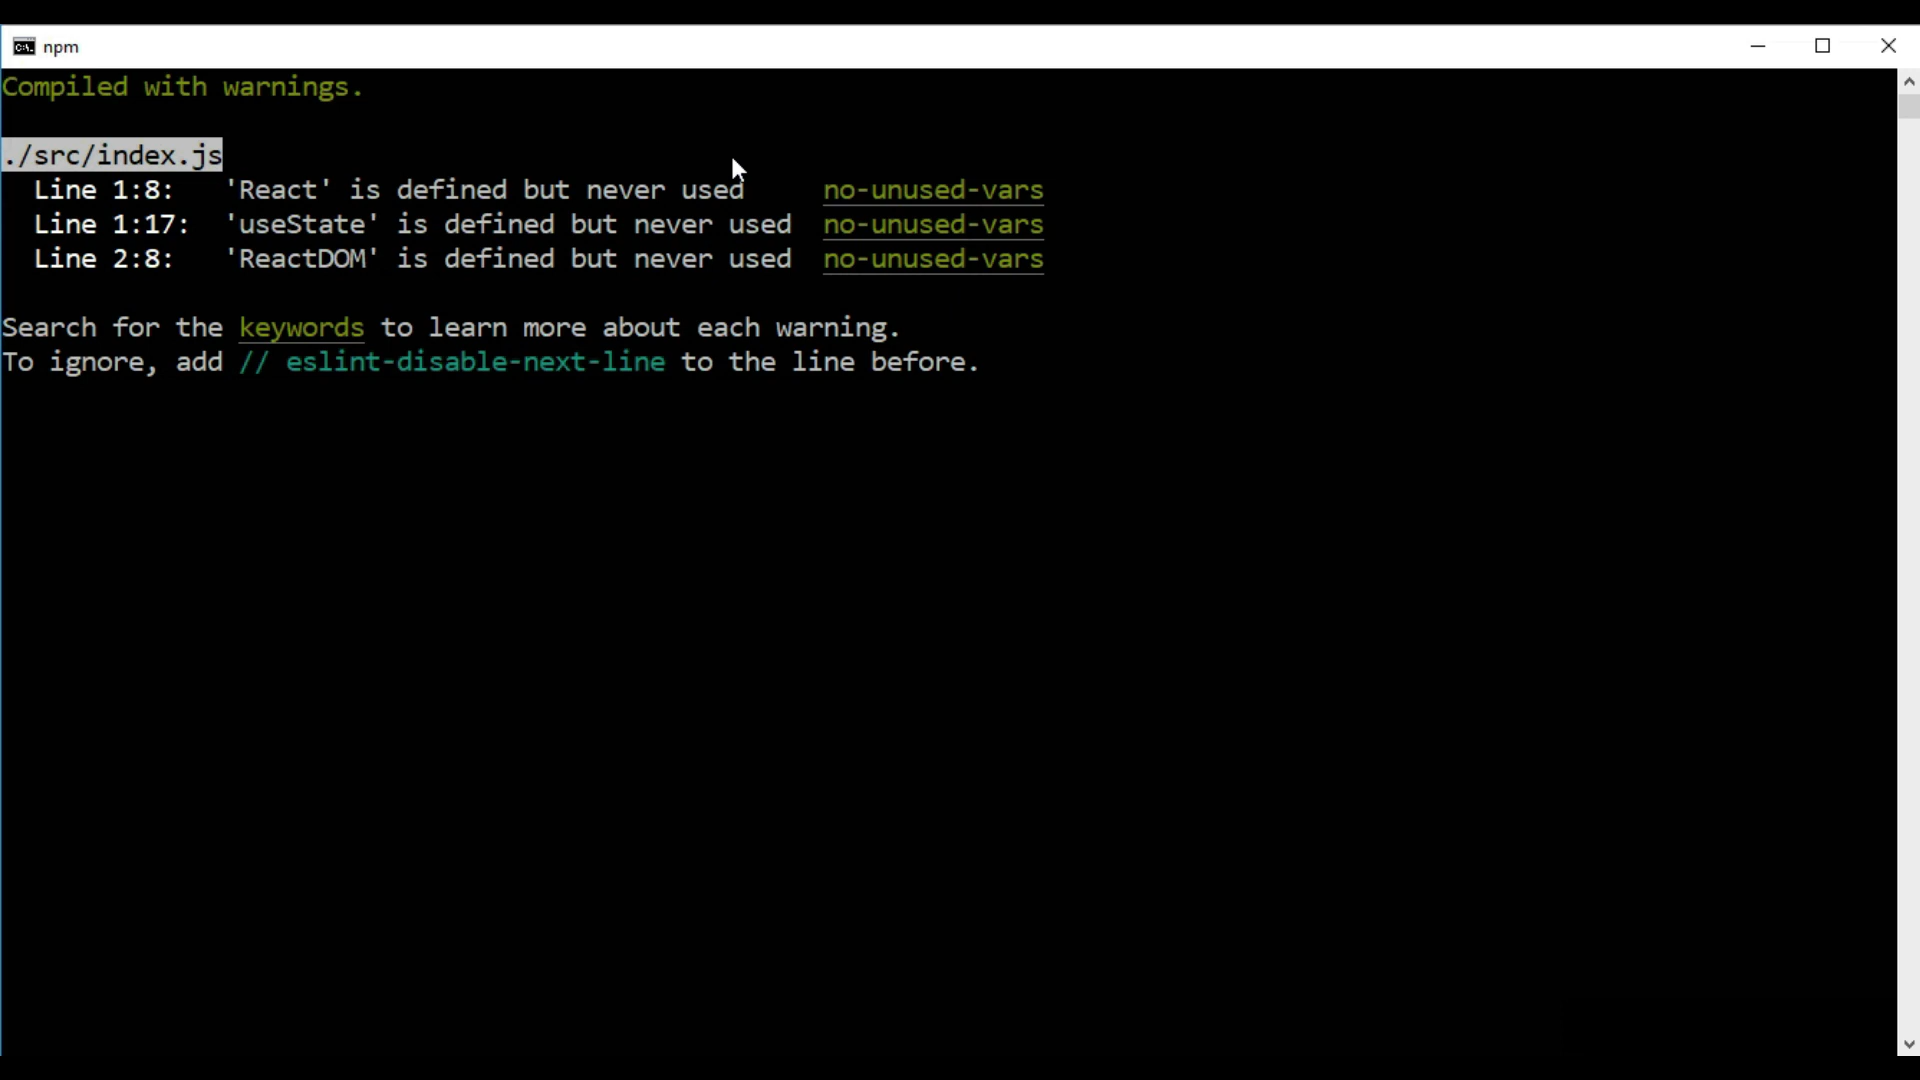 npm
Compiled with warnings.
./src/index.js
Line 1:8: 'React' is defined but never used no-unused-vars
Line 1:17: 'useState' is defined but never used no-unused-vars
Line 2:8: 'ReactDOM' is defined but never used no-unused-vars
Search for the keywords to learn more about each warning.
To ignore, add // eslint-disable-next-line to the line before.